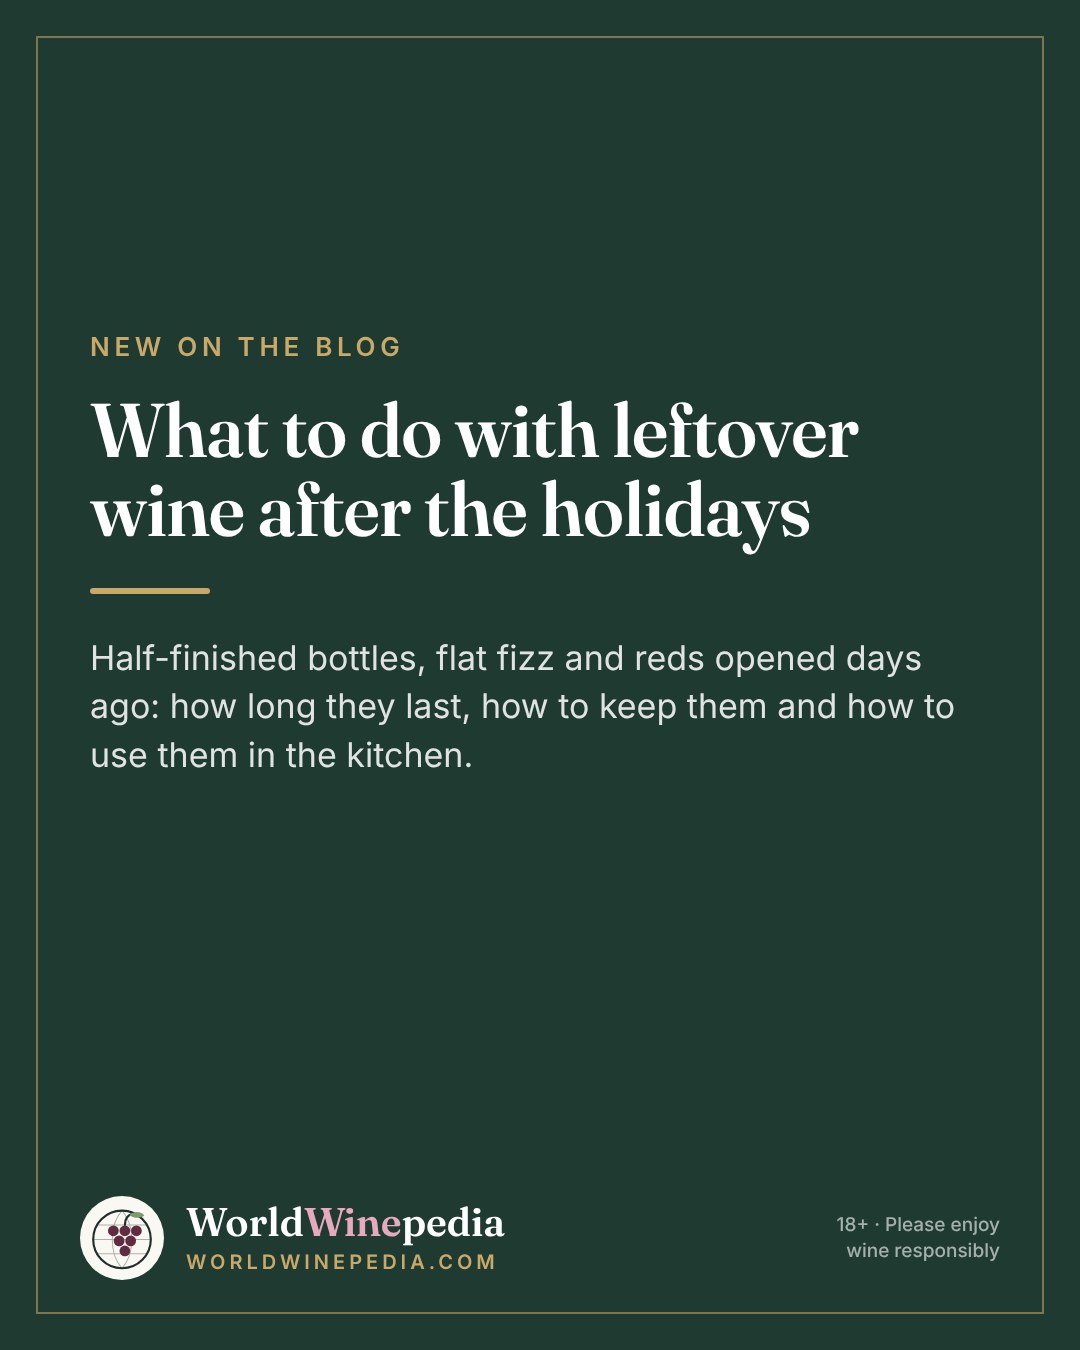 NEW ON THE BLOG
What to do with leftover
wine after the holidays
Half-finished bottles, flat fizz and reds opened days
ago: how long they last, how to keep them and how to
use them in the kitchen.
WorldWinepedia
WORLDWINEPEDIA.COM
18+ · Please enjoy
wine responsibly